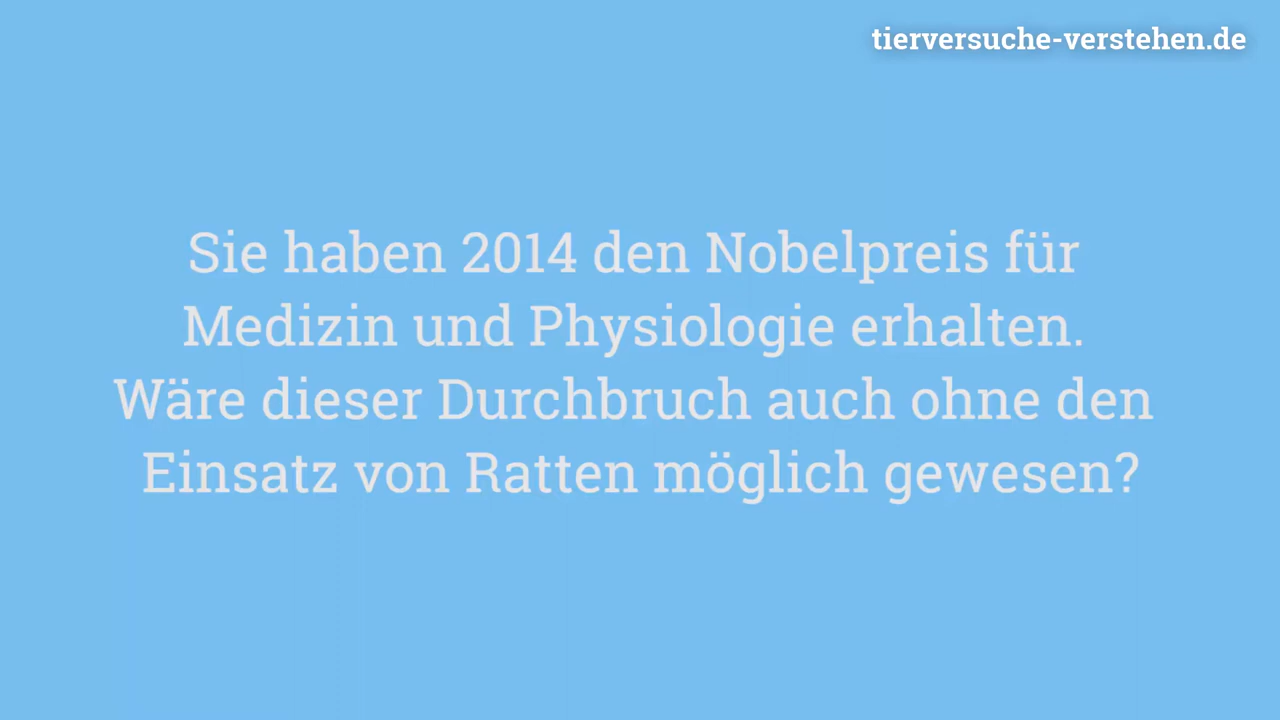 tierversuche-verstehen.de
Sie haben 2014 den Nobelpreis für
Medizin und Physiologie erhalten.
Wäre dieser Durchbruch auch ohne den
Einsatz von Ratten möglich gewesen?